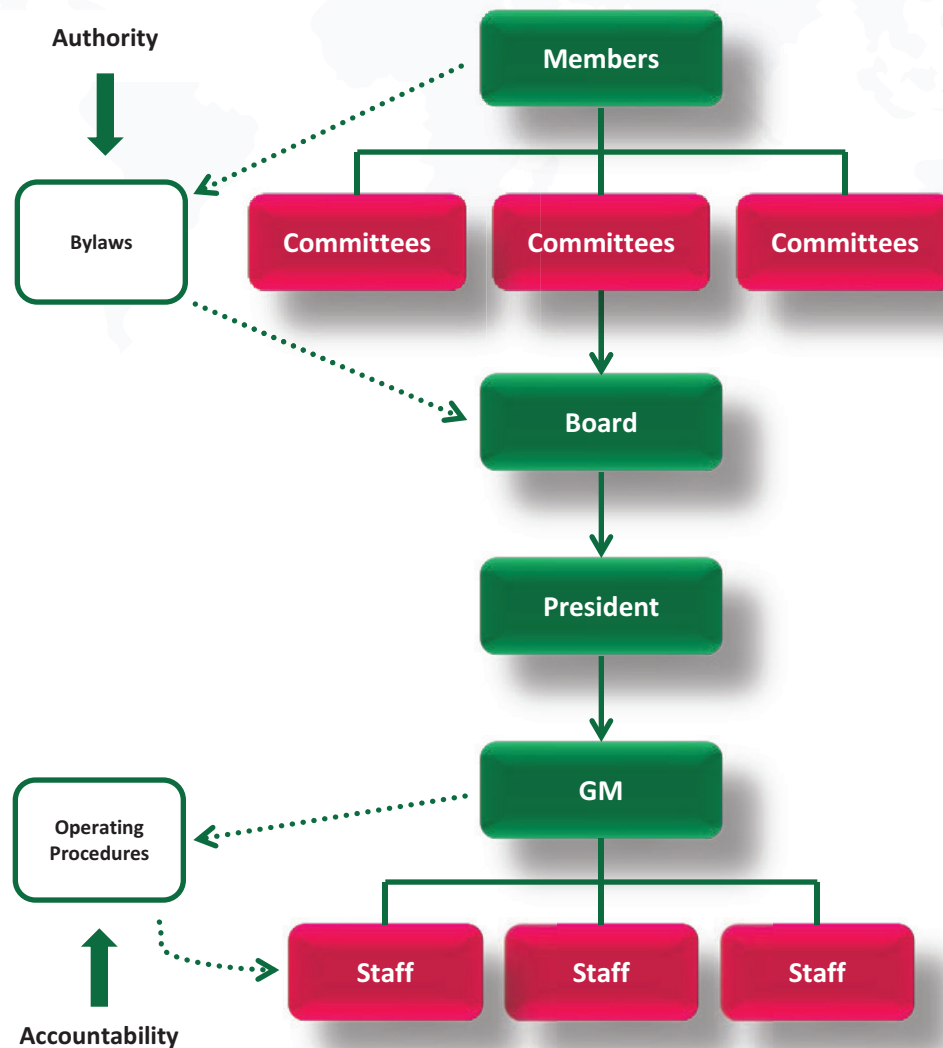 Authority
Members
Bylaws
Committees
Committees
Committees
Board
President
GM
Operating
Procedures
Staff
Staff
Staff
Accountability